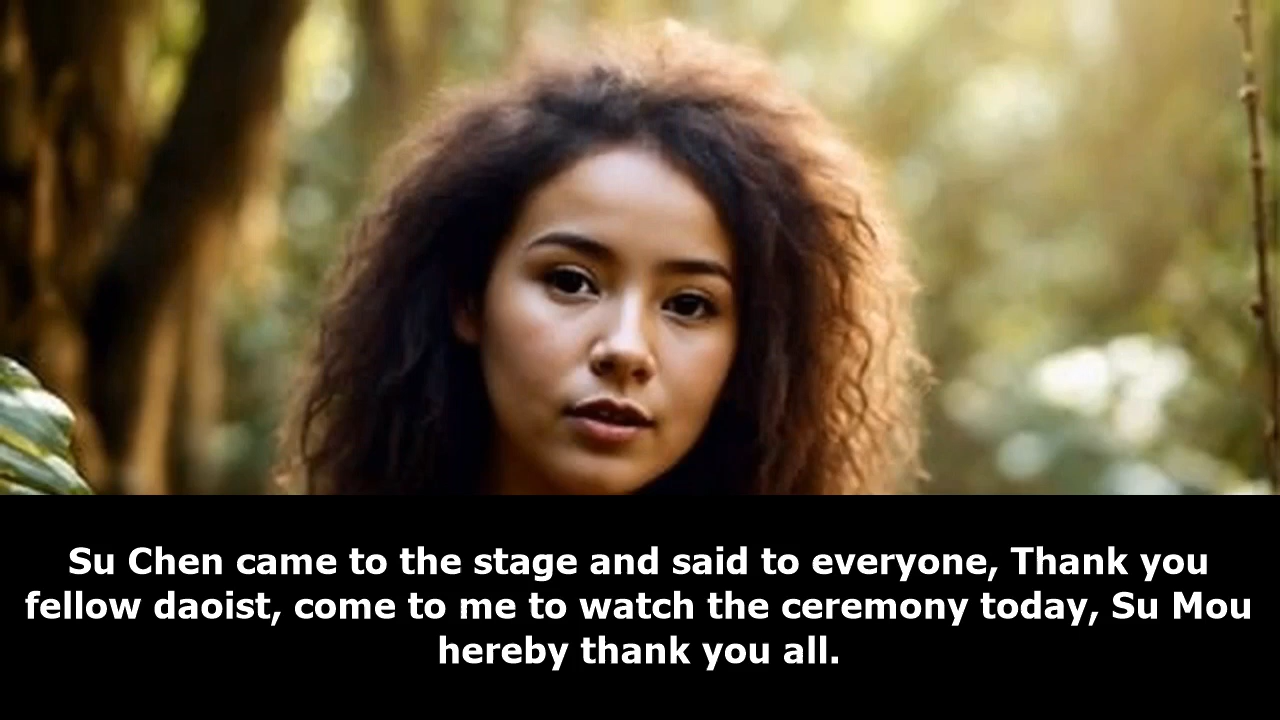 Su Chen came to the stage and said to everyone, Thank you
fellow daoist, come to me to watch the ceremony today, Su Mou
hereby thank you all.